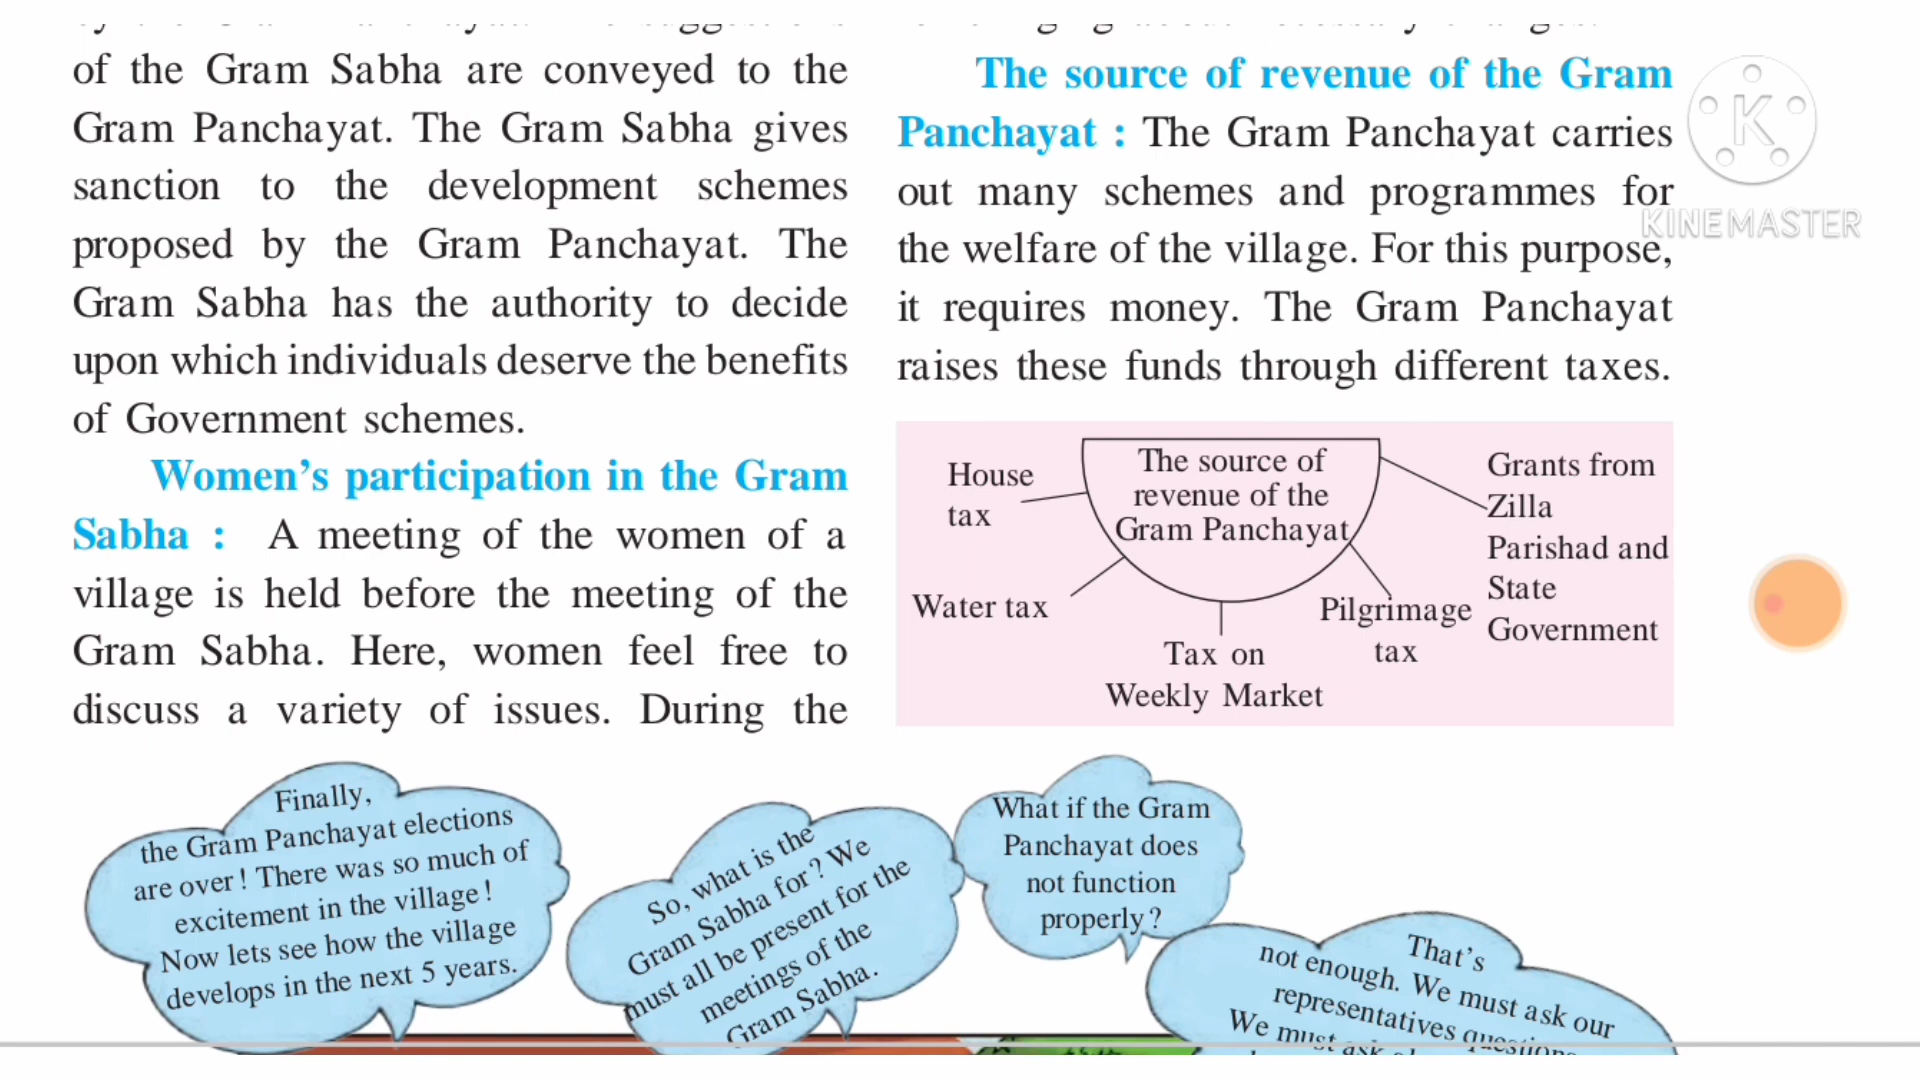 of the Gram Sabha are conveyed to the
Gram Panchayat. The Gram Sabha gives
sanction to the development schemes
proposed by the Gram Panchayat. The
Gram Sabha has the authority to decide
upon which individuals deserve the benefits
of Government schemes.
Women's participation in the Gram
Sabha : A meeting of the women of a
village is held before the meeting of the
Gram Sabha. Here, women feel free to
discuss a variety of issues. During the
The source of revenue of the Gram
Panchayat : The Gram Panchayat carries
out many schemes and programmes for
the welfare of the village. For this purpose,
it requires money. The Gram Panchayat
raises these funds through different taxes.
K
KINEMASTER
The source of
revenue of the
Gram Panchayat
House
tax
Water tax
Tax on
Weekly Market
Pilgrimage
tax
Grants from
Zilla
Parishad and
State
Government
Finally,
the Gram Panchayat elections
are over! There was so much of
excitement in the village!
Now lets see how the village
develops in the next 5 years.
So, what is the
Gram Sabha for? We
must all be present for the
meetings of the
Gram Sabha.
What if the Gram
Panchayat does
not function
properly?
That's
not enough. We must ask our
representatives questions
We must ask